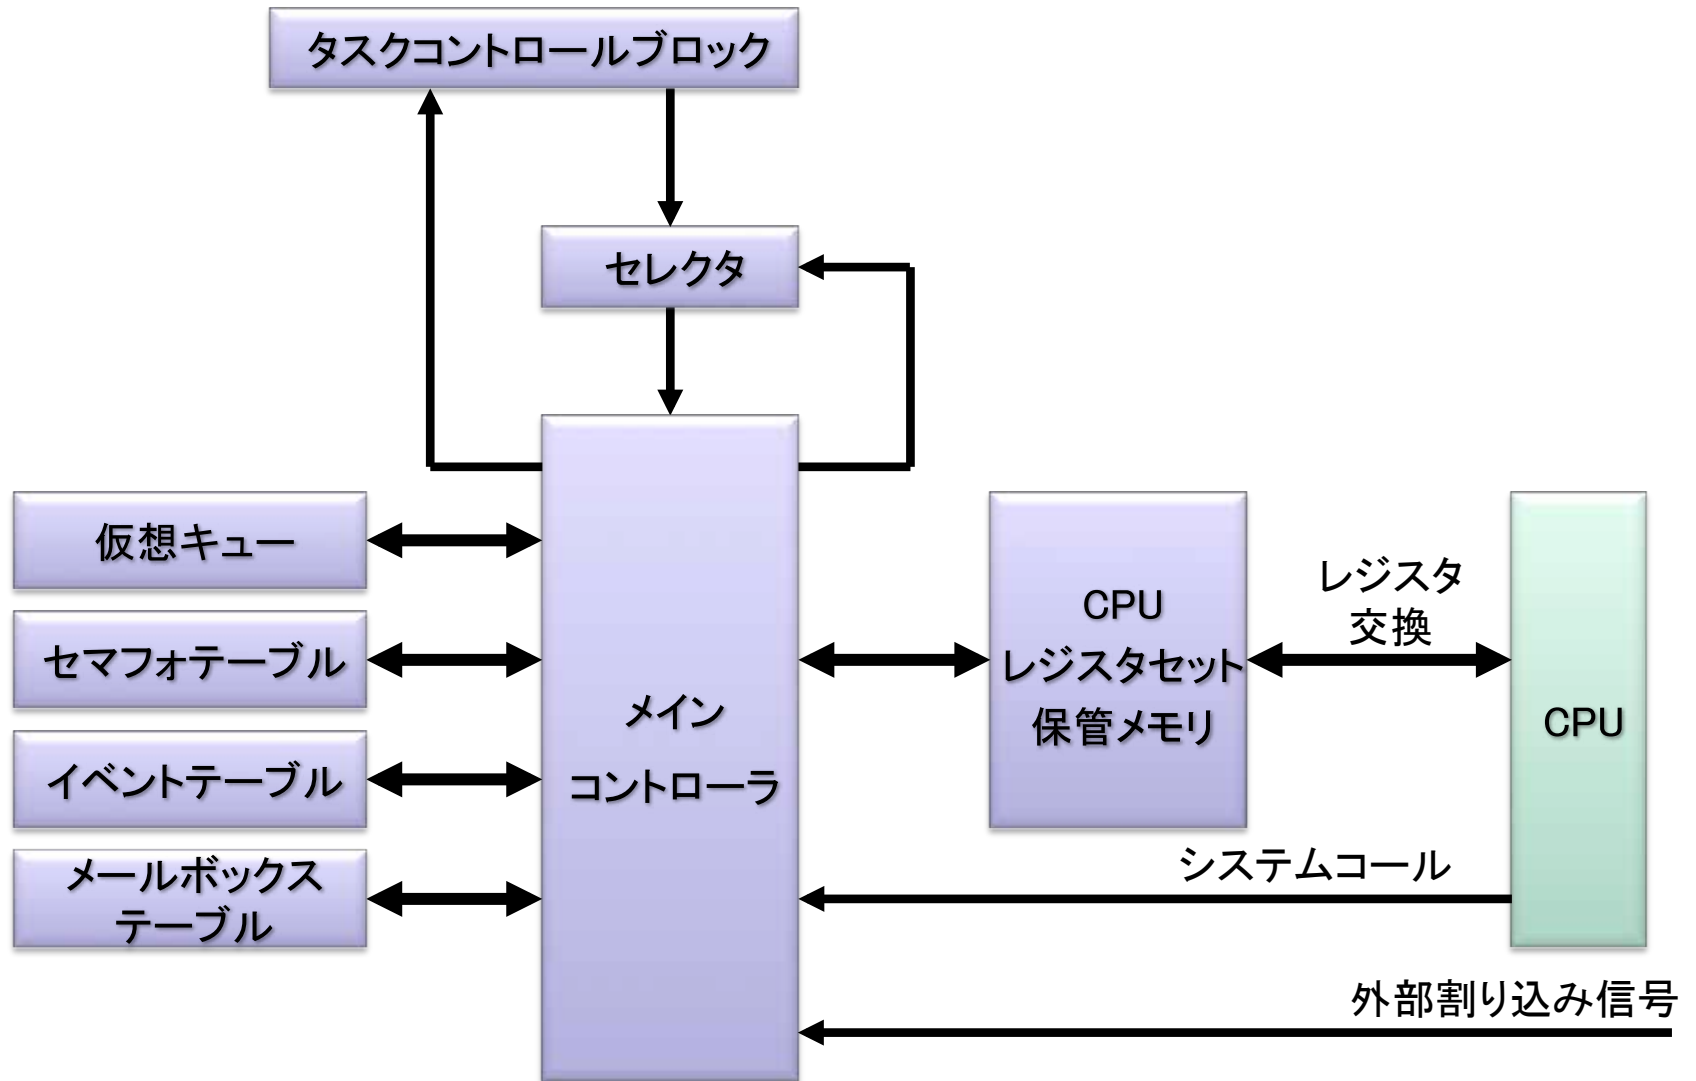 タスクコントロールブロック
セレクタ
仮想キュー
セマフォテーブル
イベントテーブル
メールボックス
テーブル
メイン
コントローラ
CPU
レジスタセット
保管メモリ
レジスタ
交換
CPU
システムコール
外部割り込み信号